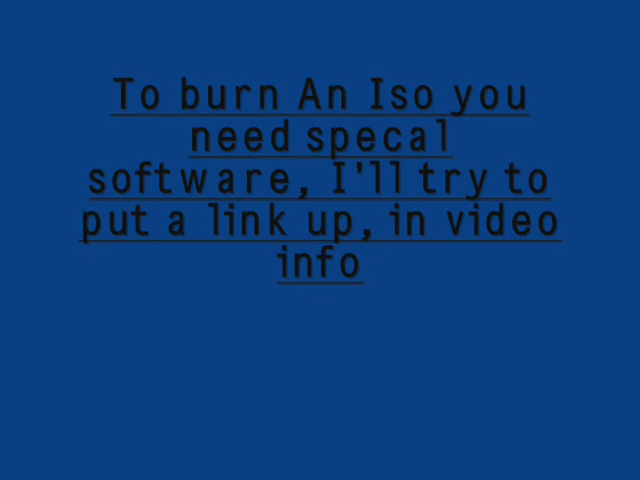 To burn An Iso you
need specal
software, I'll try to
put a link up, in video
info